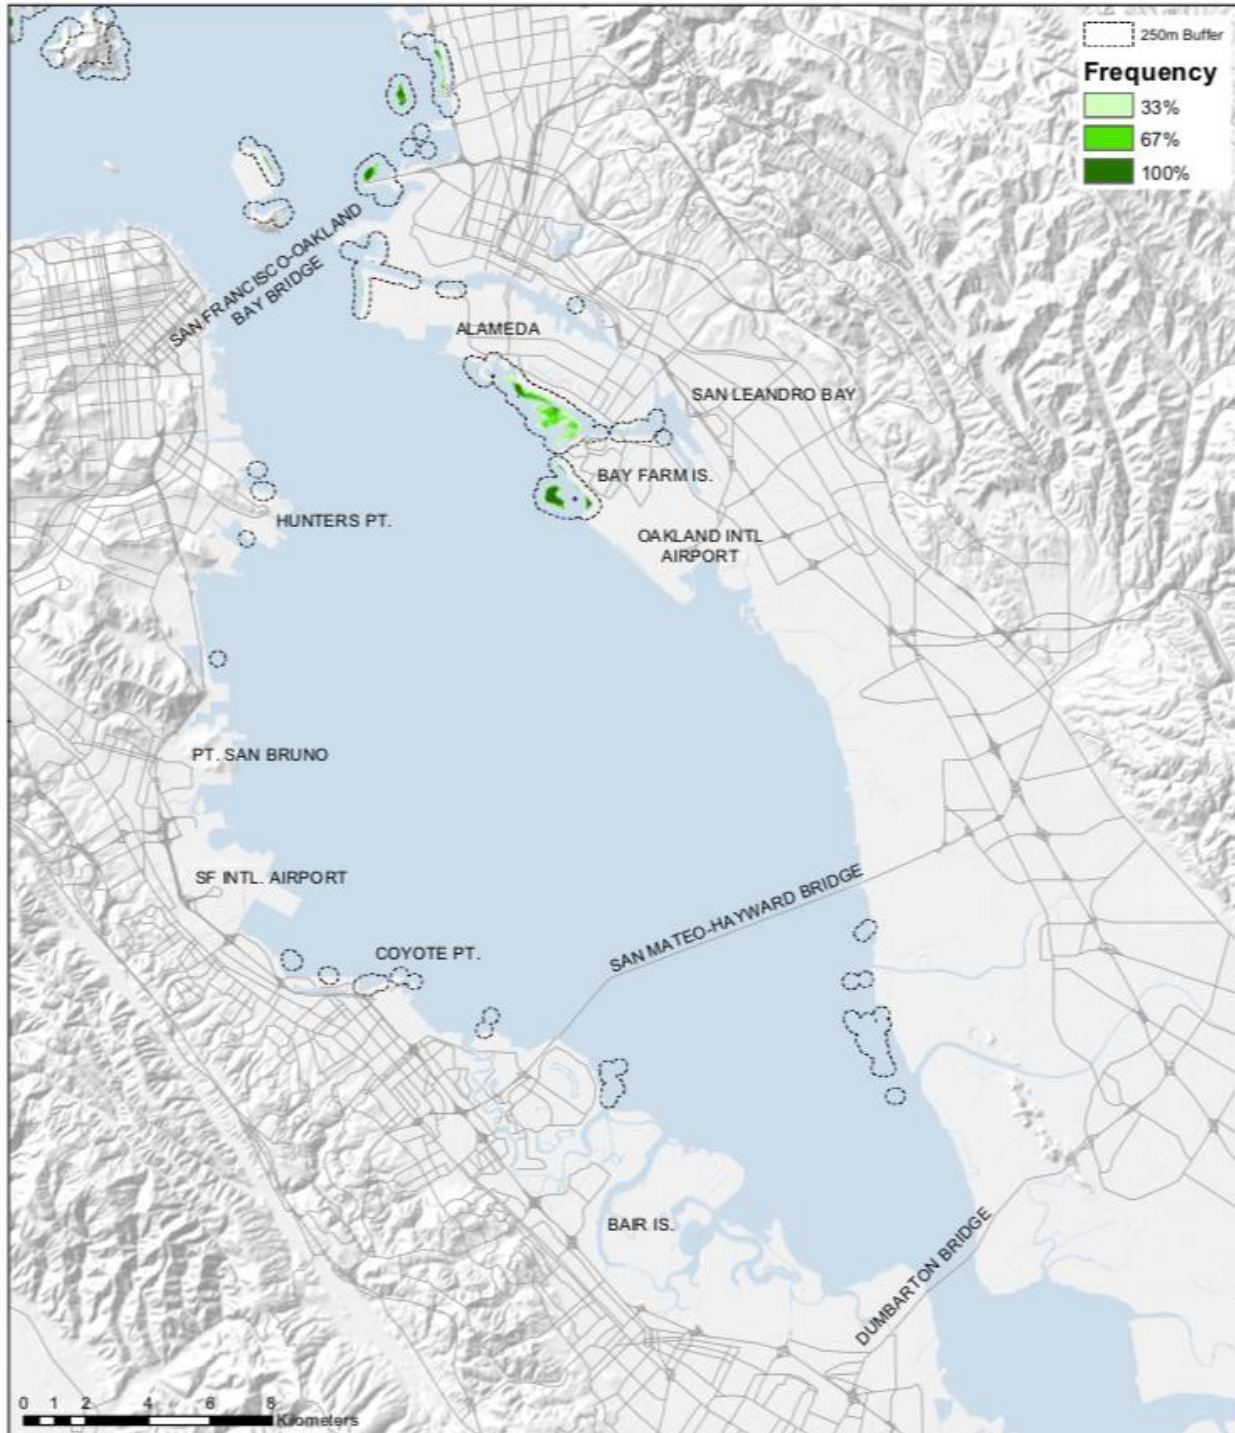 250m Buffer
Frequency
33%
67%
100%
SAN FRANCISCO-OAKLAND
BAY BRIDGE
ALAMEDA
SAN LEANDRO BAY
BAY FARM IS.
HUNTERS PT.
OAKLAND INTL
AIRPORT
PT. SAN BRUNO
SF INTL. AIRPORT
SAN MATEO-HAYWARD BRIDGE
COYOTE PT.
BAIR IS.
DUMBARTON BRIDGE
0 1 2 4 6 8
Kilometers